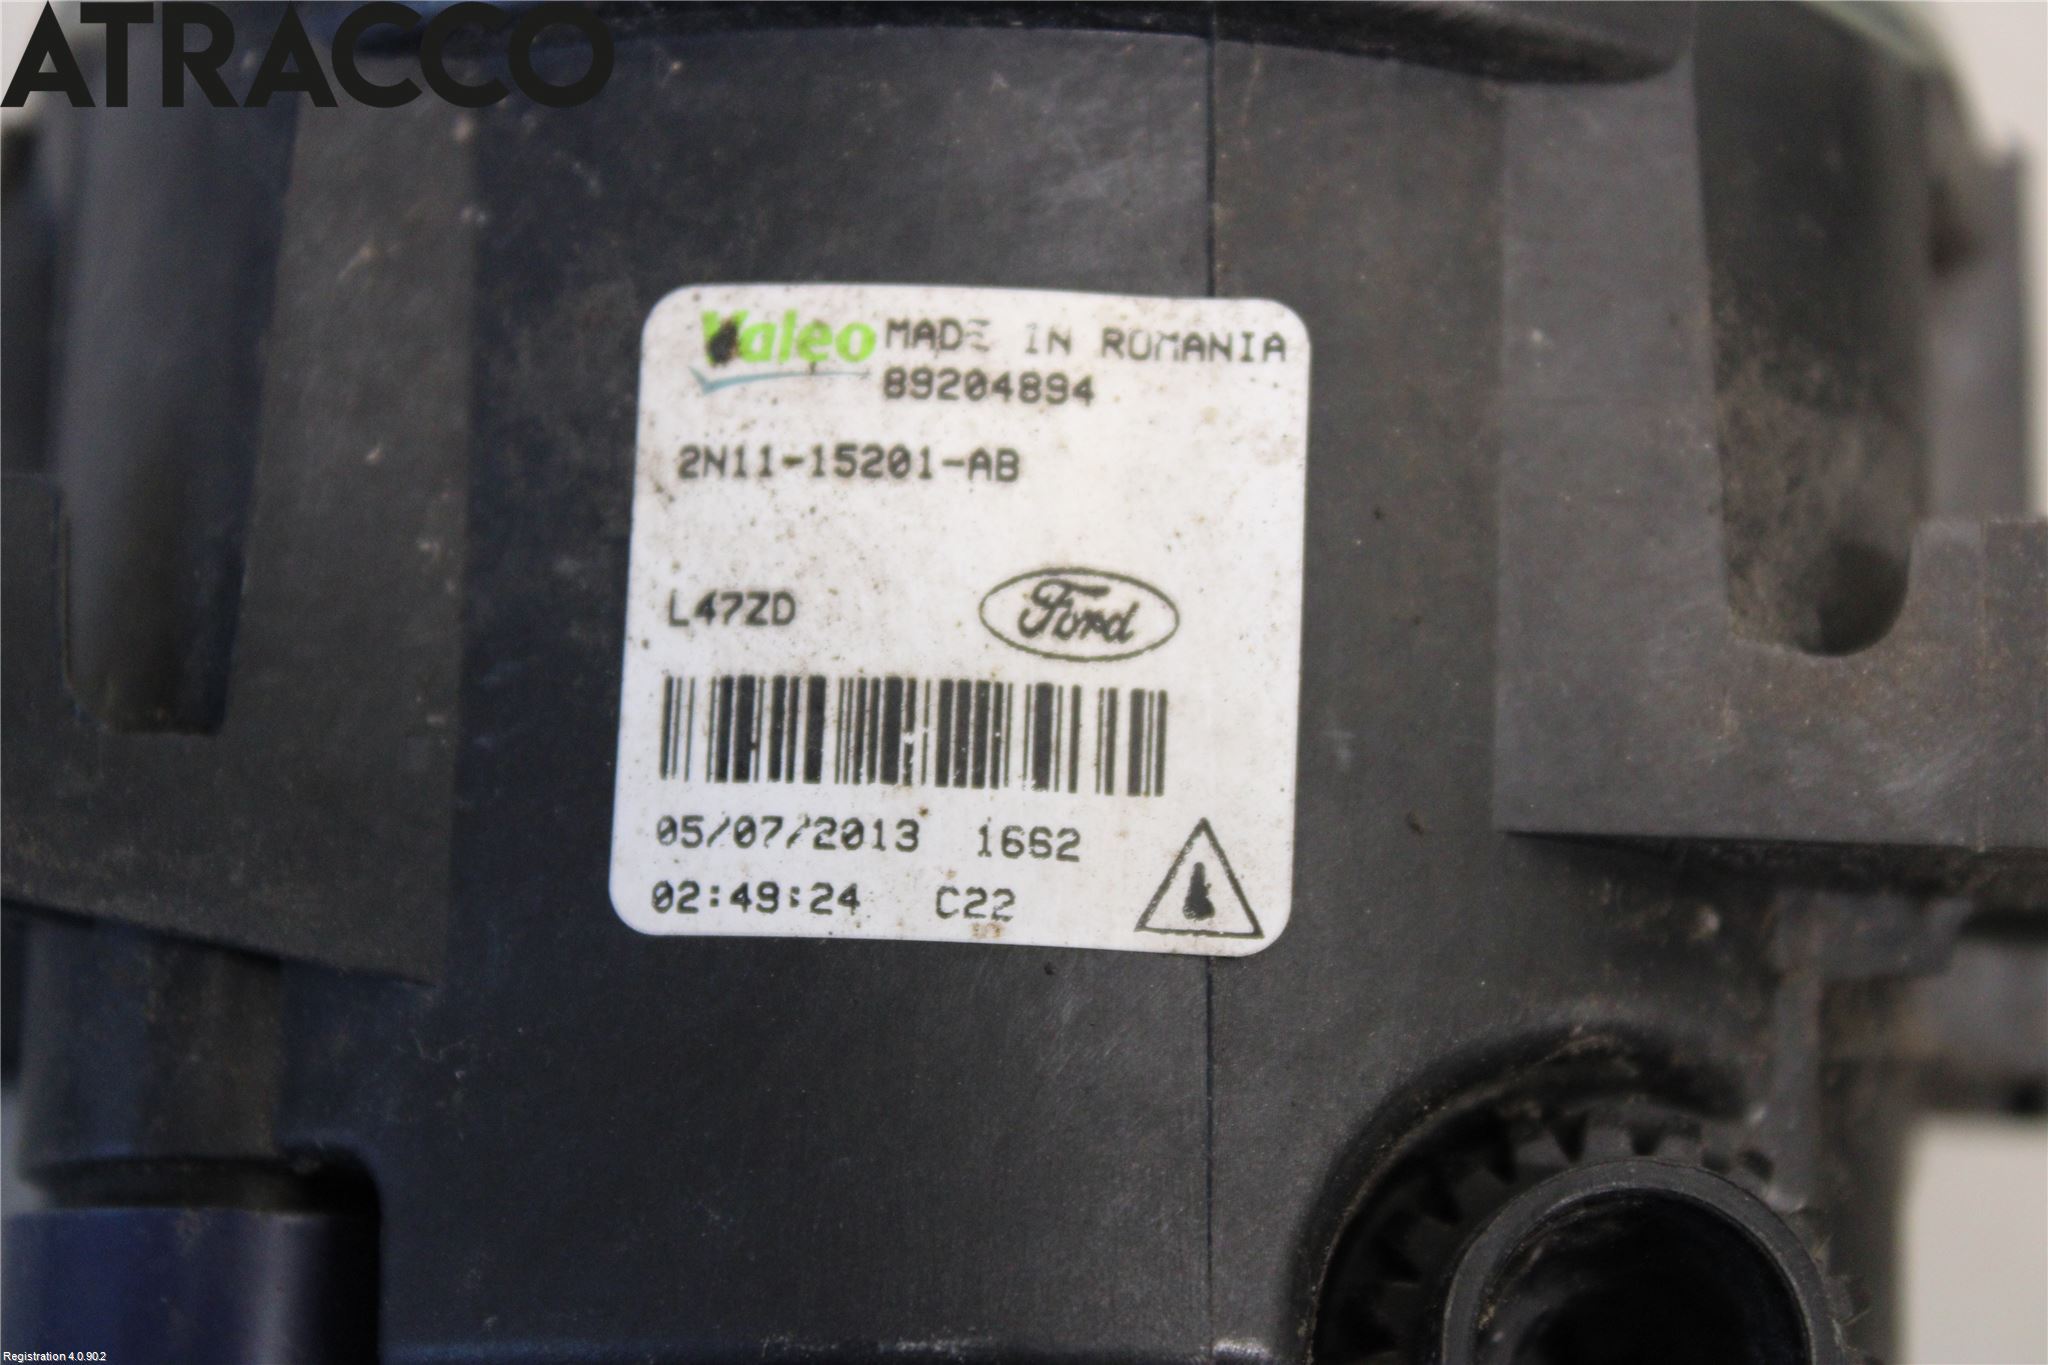 ATRACCO
Valeo MADE IN ROMANIA
89204894
2N11-15201-AB
L47ZD
Ford
05/07/2013 1662
02:49:24 C22
Registration 4.0.90.2